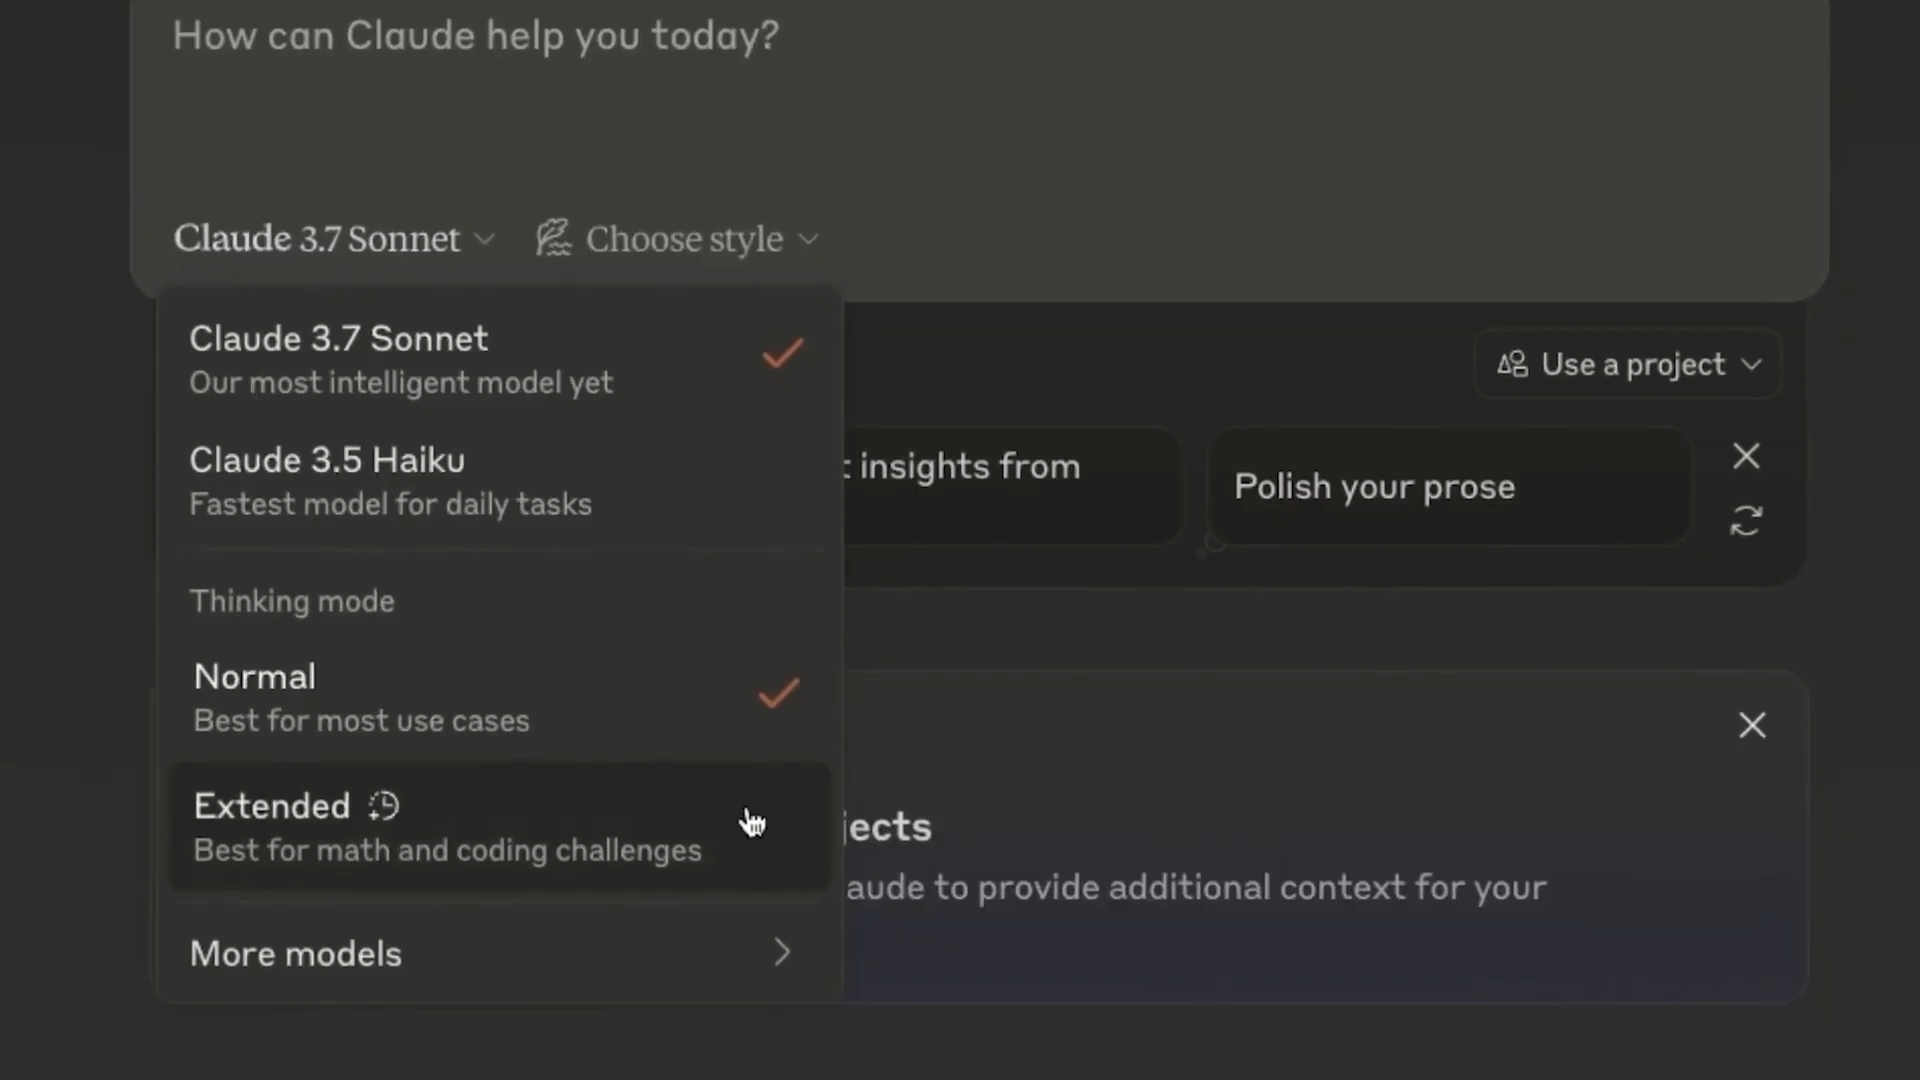 How can Claude help you today?
Claude 3.7 Sonnet
Choose style
Claude 3.7 Sonnet
Our most intelligent model yet
Claude 3.5 Haiku
Fastest model for daily tasks
Thinking mode
Normal
Best for most use cases
Extended
Best for math and coding challenges
More models
Use a project
insights from
Polish your prose
jects
aude to provide additional context for your